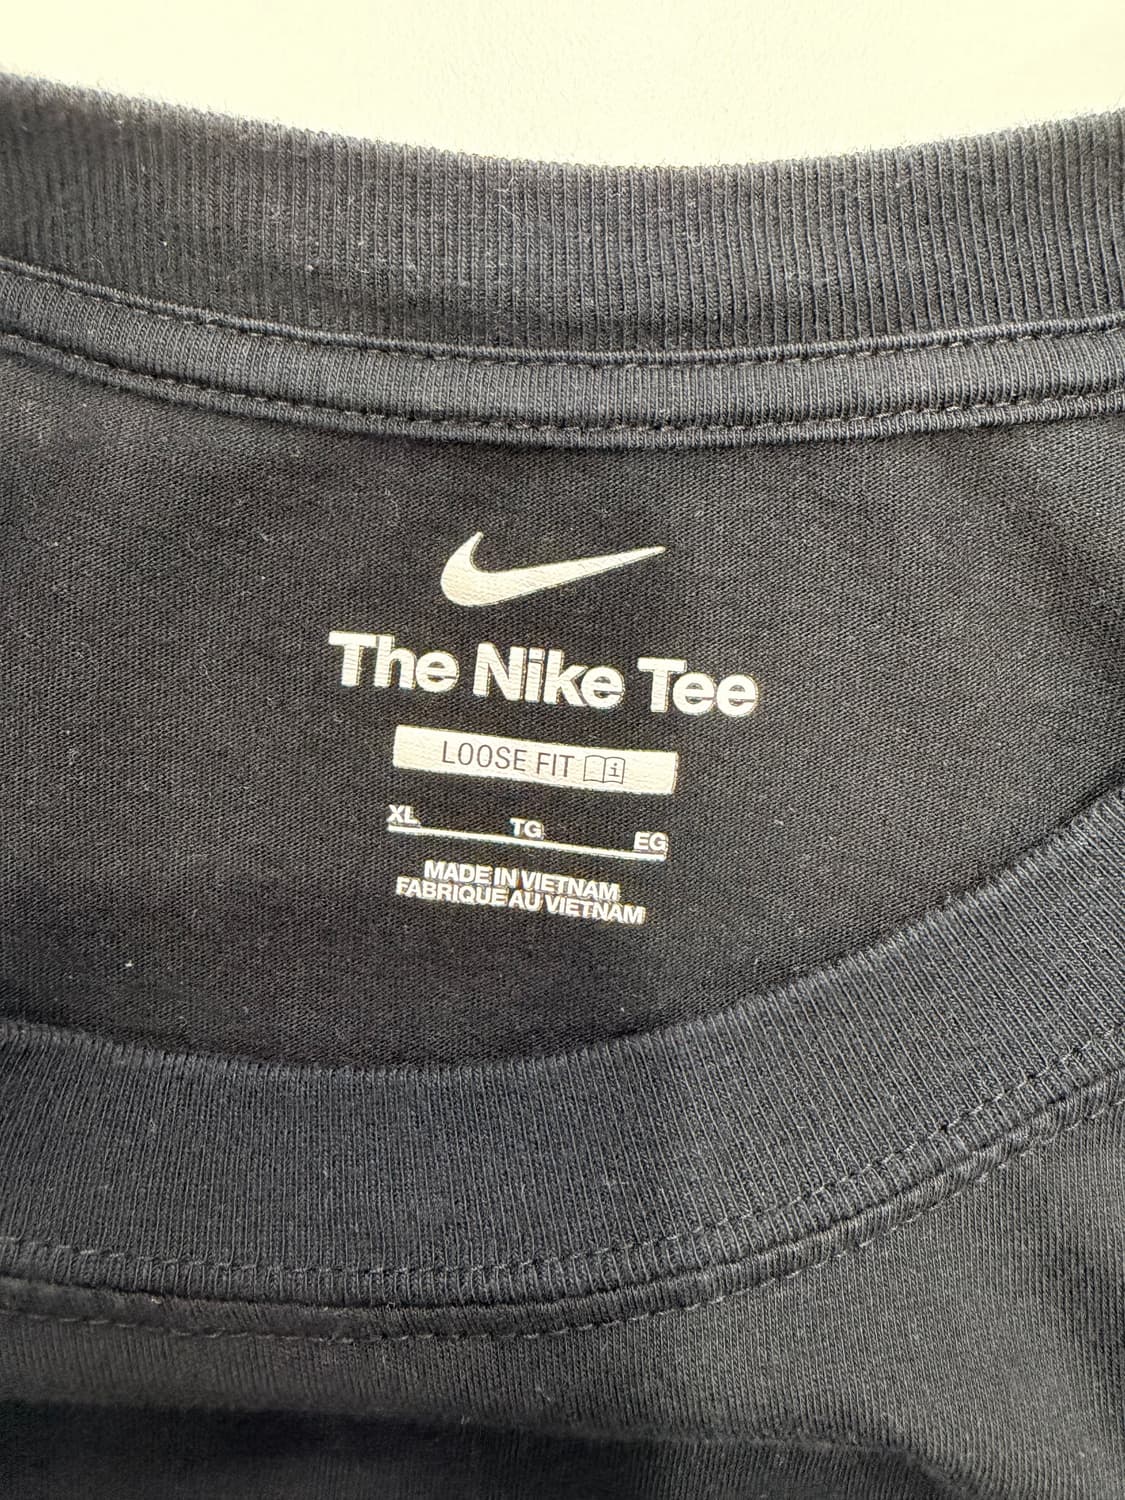 The Nike Tee
LOOSE FIT
XL TG EG
MADE IN VIETNAM
FABRIQUE AU VIETNAM